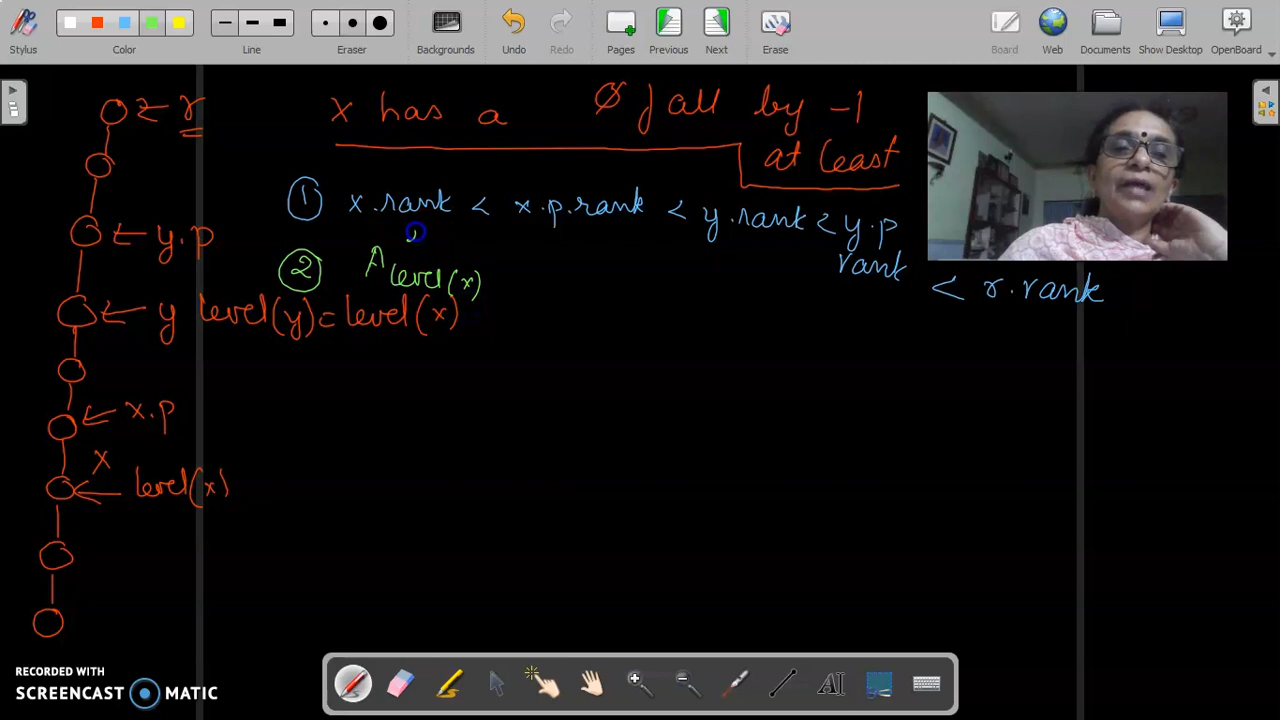 Stylus
Color
Line
Eraser
Backgrounds
Undo
Redo
Pages
Previous
Next
Erase
Board
Web
Documents
Show Desktop
OpenBoard
x has a ∅ fall by -1
at least
← r
① x.rank < x.p.rank < y.rank < y.p
rank
< r.rank
← y.p
② A level(x)
← y level(y) = level(x)
← x.p
x
← level(x)
RECORDED WITH
SCREENCAST MATIC